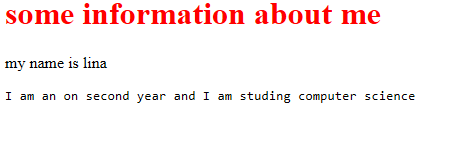 some information about me
my name is lina
I am an on second year and I am studing computer science